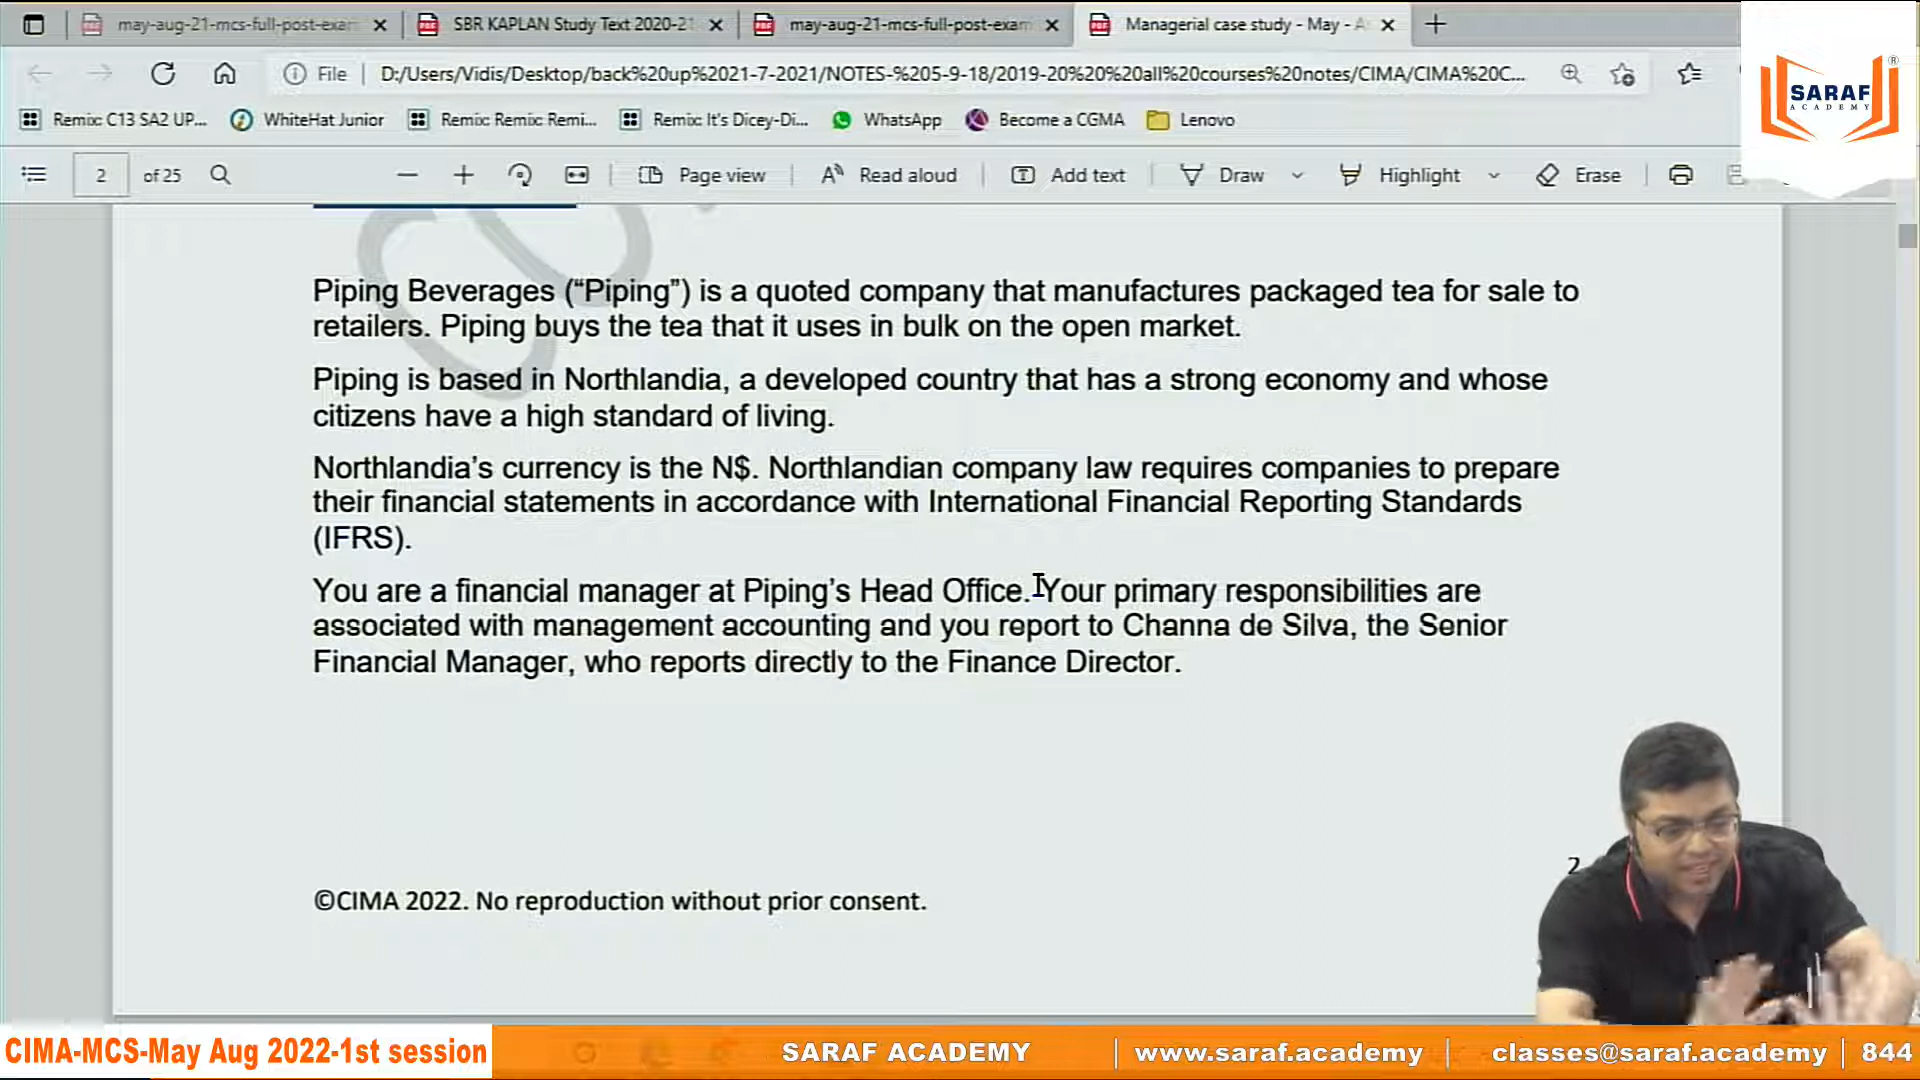 may-aug-21-mcs-full-post-exam
SBR KAPLAN Study Text 2020-21
may-aug-21-mcs-full-post-exam
Managerial case study - May - A
File
D:/Users/Vidis/Desktop/back%20up%2021-7-2021/NOTES-%205-9-18/2019-20%20%20all%20courses%20notes/CIMA/CIMA%20C...
SARAF
ACADEMY
®
Remix: C13 SA2 UP...
WhiteHat Junior
Remix: Remix Remi...
Remix: It's Dicey-Di...
WhatsApp
Become a CGMA
Lenovo
2 of 25
Page view
Read aloud
Add text
Draw
Highlight
Erase
Piping Beverages (“Piping”) is a quoted company that manufactures packaged tea for sale to
retailers. Piping buys the tea that it uses in bulk on the open market.
Piping is based in Northlandia, a developed country that has a strong economy and whose
citizens have a high standard of living.
Northlandia’s currency is the N$. Northlandian company law requires companies to prepare
their financial statements in accordance with International Financial Reporting Standards
(IFRS).
You are a financial manager at Piping’s Head Office. Your primary responsibilities are
associated with management accounting and you report to Channa de Silva, the Senior
Financial Manager, who reports directly to the Finance Director.
2
©CIMA 2022. No reproduction without prior consent.
CIMA-MCS-May Aug 2022-1st session
SARAF ACADEMY | www.saraf.academy | classes@saraf.academy | 844